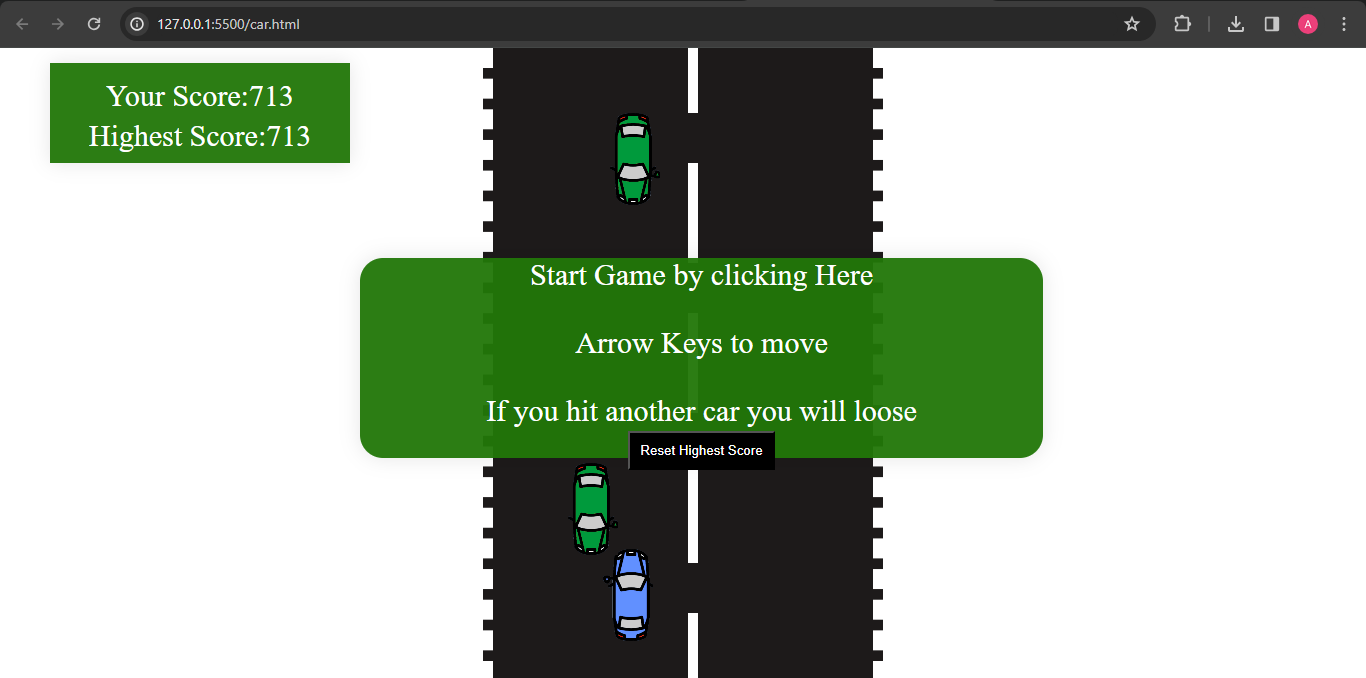 127.0.0.1:5500/car.html
A
Your Score:713
Highest Score:713
Start Game by clicking Here
Arrow Keys to move
If you hit another car you will loose
Reset Highest Score